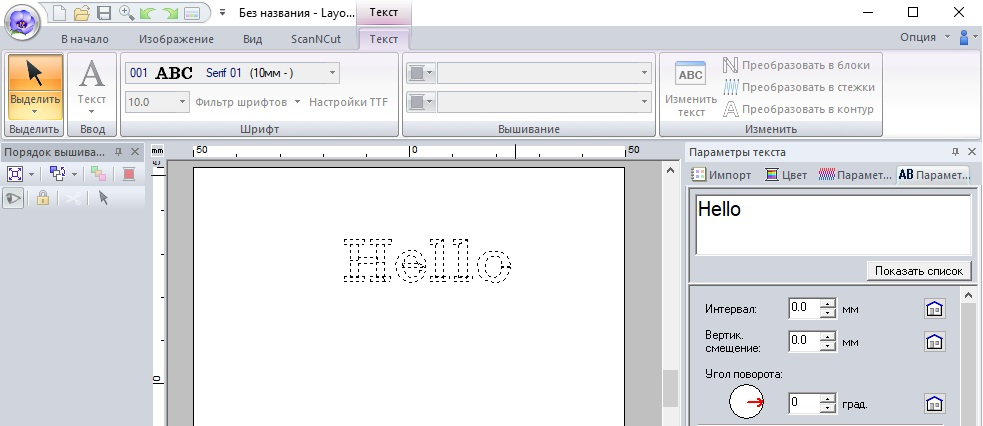 Без названия - Layo... Текст
В начало Изображение Вид ScanNCut Текст Опция
001 ABC Serif 01 (10мм - )
Выделить Текст 10.0 Фильтр шрифтов Настройки TTF
ABC Изменить текст
Преобразовать в блоки
Преобразовать в стежки
Преобразовать в контур
Выделить Ввод Шрифт Вышивание Изменить
Порядок вышива...
mm 50 0 50
0
Hello
Параметры текста
Импорт Цвет Парамет... AB Парамет...
Hello
Показать список
Интервал: 0.0 мм
Вертик. смещение: 0.0 мм
Угол поворота:
0 град.